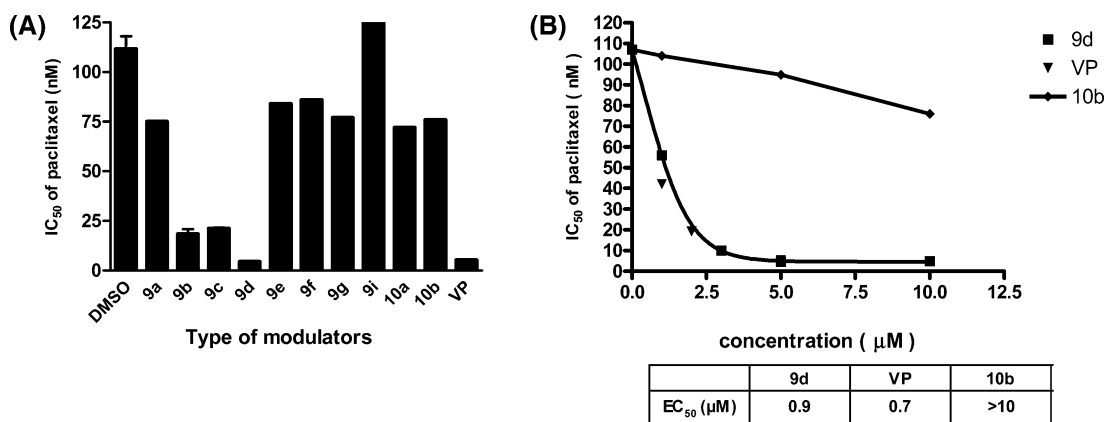 (A)
IC50 of paclitaxel (nM)
125
100
75
50
25
0
DMSO 9a 9b 9c 9d 9e 9f 9g 9i 10a 10b VP
Type of modulators
(B)
IC50 of paclitaxel ( nM)
120
110
100
90
80
70
60
50
40
30
20
10
0
0.0 2.5 5.0 7.5 10.0 12.5
concentration ( μM )
9d
VP
10b
9d VP 10b
EC50 (μM) 0.9 0.7 >10